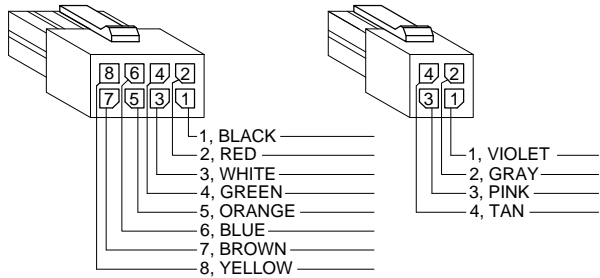 8 6 4 2
7 5 3 1
1, BLACK
2, RED
3, WHITE
4, GREEN
5, ORANGE
6, BLUE
7, BROWN
8, YELLOW
4 2
3 1
1, VIOLET
2, GRAY
3, PINK
4, TAN